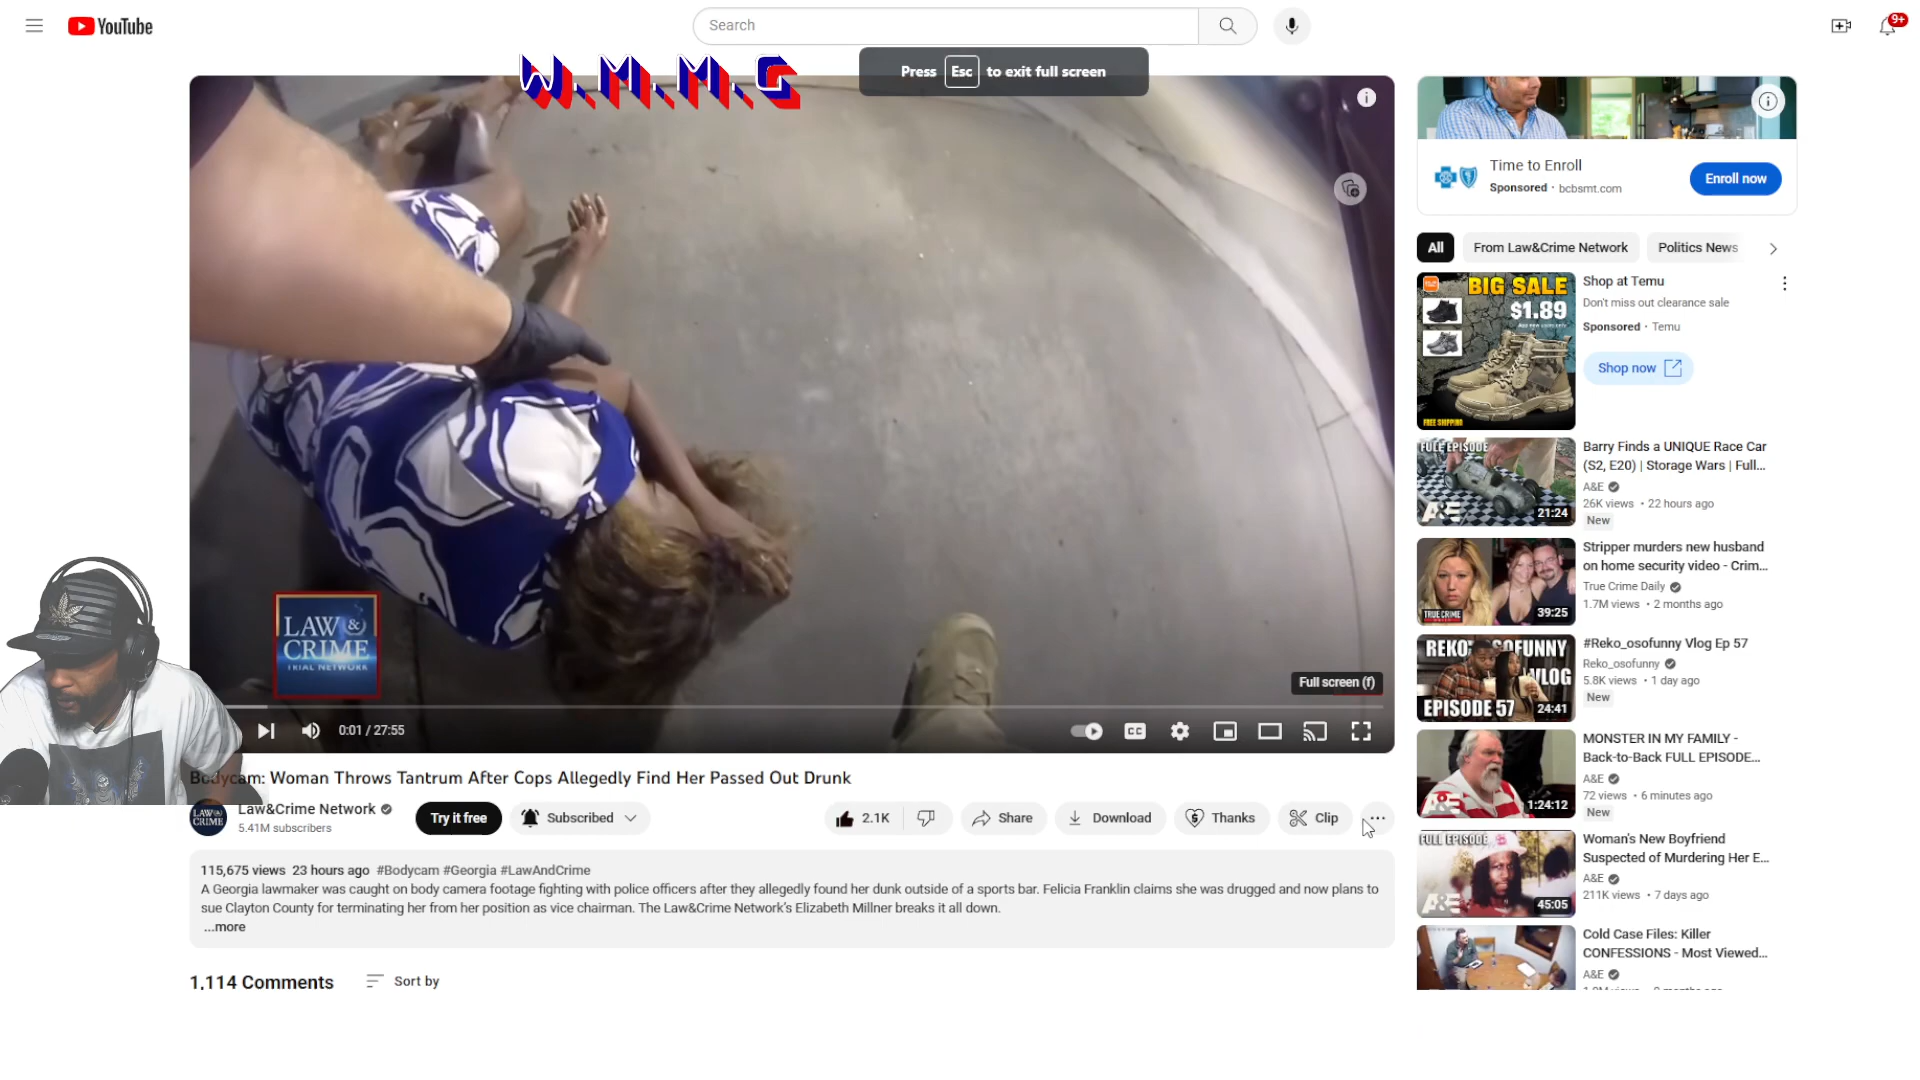 YouTube
Search
9+
Press Esc to exit full screen
W.M.M.G
LAW &
CRIME
TRIAL NETWORK
Full screen (f)
0:01 / 27:55
CC
Bodycam: Woman Throws Tantrum After Cops Allegedly Find Her Passed Out Drunk
LAW&
CRIME
Law&Crime Network
5.41M subscribers
Try it free
Subscribed
2.1K
Share
Download
Thanks
Clip
115,675 views 23 hours ago #Bodycam #Georgia #LawAndCrime
A Georgia lawmaker was caught on body camera footage fighting with police officers after they allegedly found her dunk outside of a sports bar. Felicia Franklin claims she was drugged and now plans to
sue Clayton County for terminating her from her position as vice chairman. The Law&Crime Network's Elizabeth Millner breaks it all down.
...more
1,114 Comments
Sort by
Time to Enroll
Sponsored · bcbsmt.com
Enroll now
All
From Law&Crime Network
Politics News
BIG SALE
$1.89
FREE SHIPPING
Shop at Temu
Don't miss out clearance sale
Sponsored · Temu
Shop now
FULL EPISODE
A&E
21:24
Barry Finds a UNIQUE Race Car
(S2, E20) | Storage Wars | Full...
A&E
26K views · 22 hours ago
New
TRUE CRIME
39:25
Stripper murders new husband
on home security video - Crim...
True Crime Daily
1.7M views · 2 months ago
REKO OSOFUNNY
VLOG
EPISODE 57
24:41
#Reko_osofunny Vlog Ep 57
Reko_osofunny
5.8K views · 1 day ago
New
1:24:12
MONSTER IN MY FAMILY -
Back-to-Back FULL EPISODE...
A&E
72 views · 6 minutes ago
New
FULL EPISODE
A&E
45:05
Woman's New Boyfriend
Suspected of Murdering Her E...
A&E
211K views · 7 days ago
Cold Case Files: Killer
CONFESSIONS - Most Viewed...
A&E